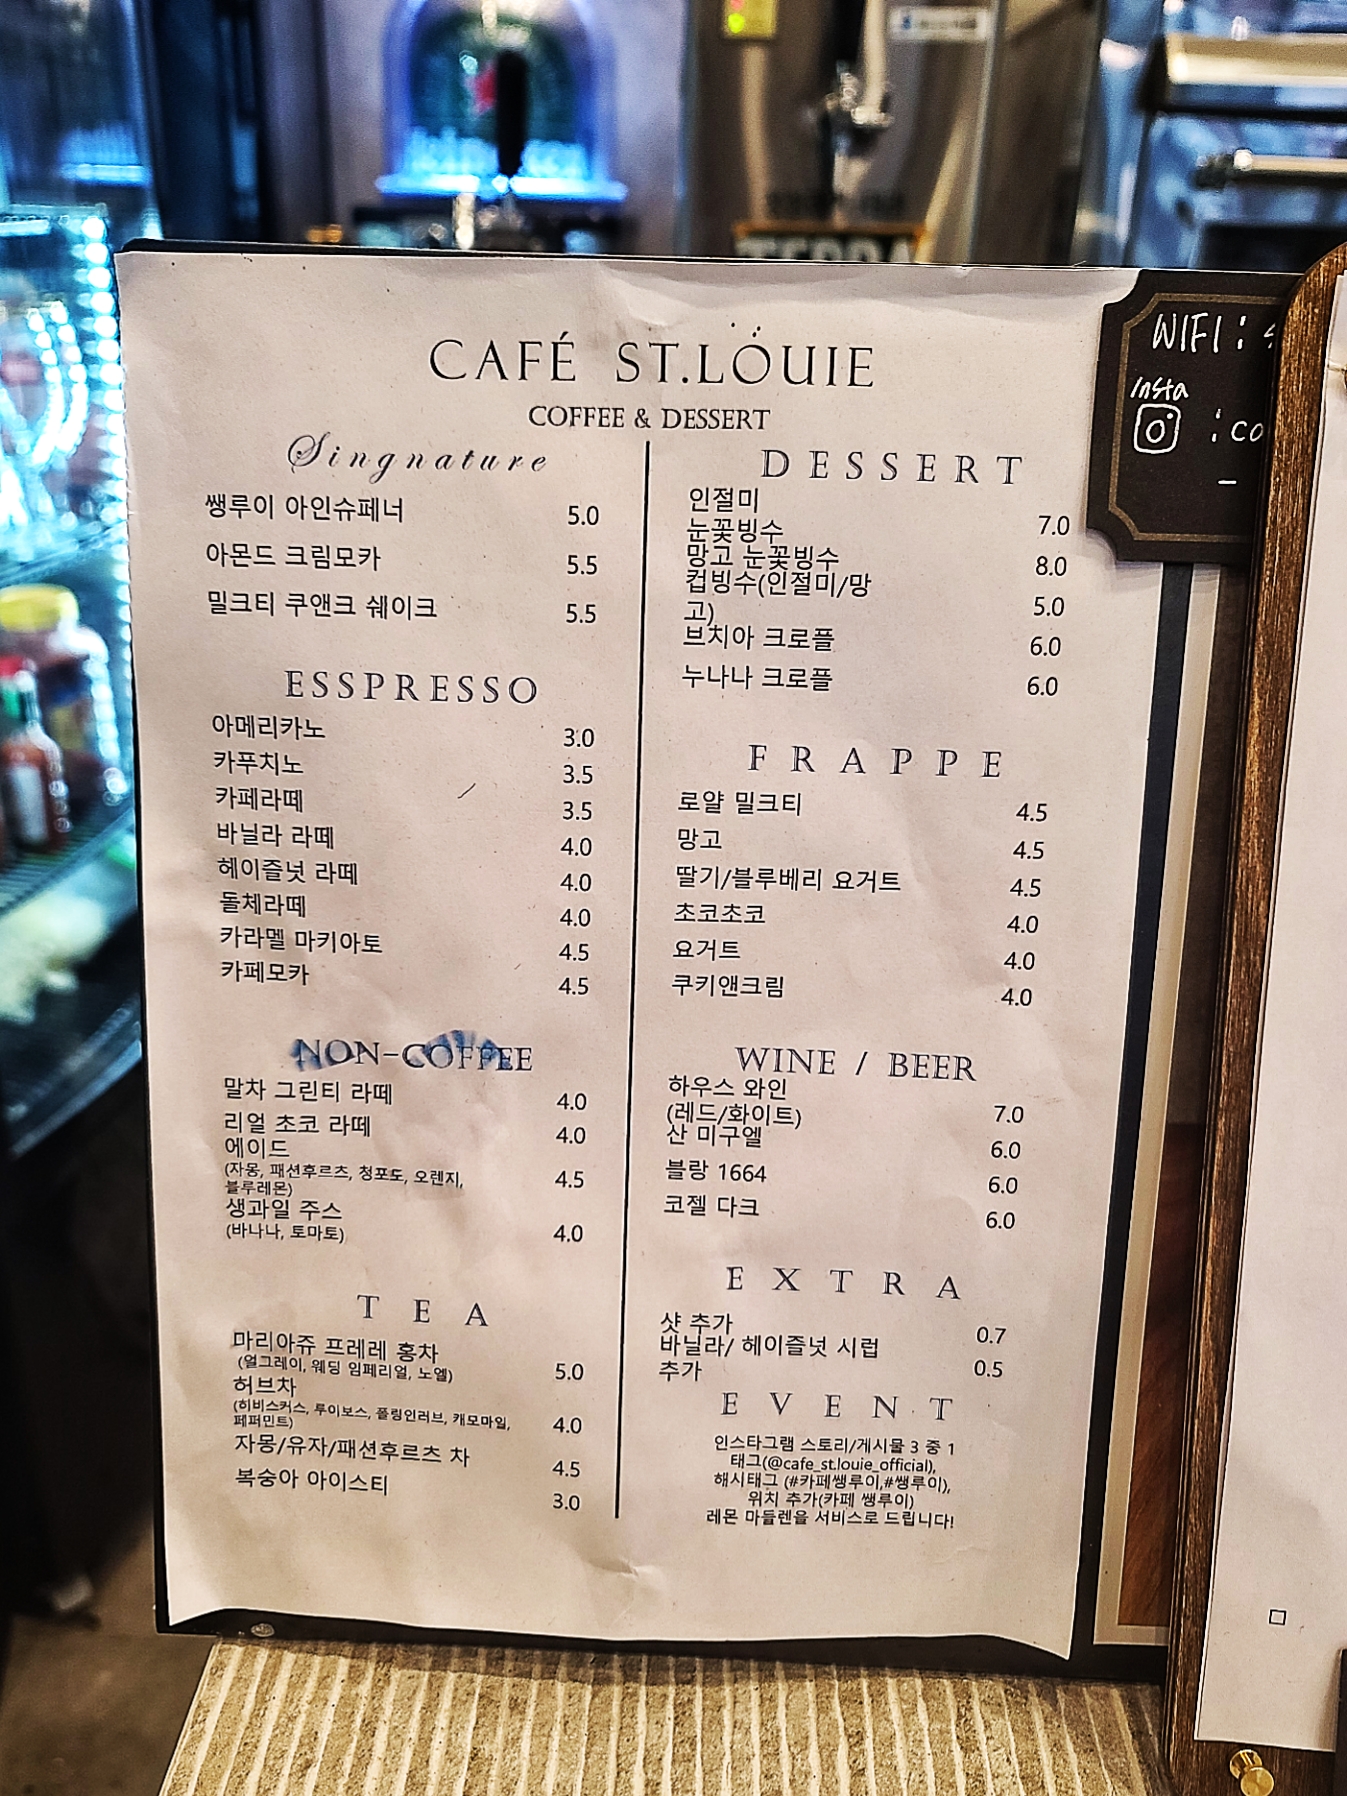 CAFÉ ST.LOUIE
COFFEE & DESSERT
Singnature
쌩루이 아인슈페너 5.0
아몬드 크림모카 5.5
밀크티 쿠앤크 쉐이크 5.5
ESSPRESSO
아메리카노 3.0
카푸치노 3.5
카페라떼 3.5
바닐라 라떼 4.0
헤이즐넛 라떼 4.0
돌체라떼 4.0
카라멜 마키아토 4.5
카페모카 4.5
NON-COFFEE
말차 그린티 라떼 4.0
리얼 초코 라떼 4.0
에이드
(자몽, 패션후르츠, 청포도, 오렌지, 4.5
블루레몬)
생과일 주스
(바나나, 토마토) 4.0
TEA
마리아쥬 프레레 홍차
(얼그레이, 웨딩 임페리얼, 노엘) 5.0
허브차
(히비스커스, 루이보스, 폴링인러브, 캐모마일, 4.0
페퍼민트)
자몽/유자/패션후르츠 차 4.5
복숭아 아이스티 3.0
DESSERT
인절미
눈꽃빙수 7.0
망고 눈꽃빙수 8.0
컵빙수(인절미/망
고) 5.0
브치아 크로플 6.0
누나나 크로플 6.0
FRAPPE
로얄 밀크티 4.5
망고 4.5
딸기/블루베리 요거트 4.5
초코초코 4.0
요거트 4.0
쿠키앤크림 4.0
WINE / BEER
하우스 와인
(레드/화이트) 7.0
산 미구엘 6.0
블랑 1664 6.0
코젤 다크 6.0
EXTRA
샷 추가 0.7
바닐라/ 헤이즐넛 시럽
추가 0.5
EVENT
인스타그램 스토리/게시물 3 중 1
태그(@cafe_st.louie_official),
해시태그 (#카페쌩루이,#쌩루이),
위치 추가(카페 쌩루이)
레몬 마들렌을 서비스로 드립니다!
WIFI :
Insta
: co